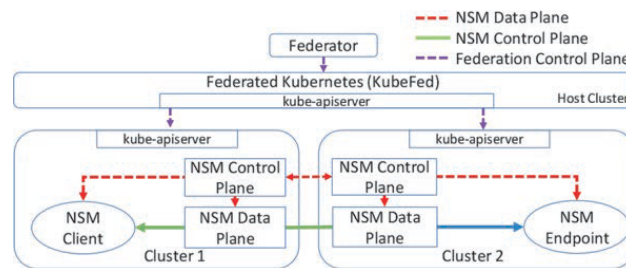 NSM Data Plane
NSM Control Plane
Federation Control Plane
Federator
Federated Kubernetes (KubeFed)
kube-apiserver
Host Cluster
kube-apiserver
kube-apiserver
NSM Control
Plane
NSM Control
Plane
NSM
Client
NSM Data
Plane
NSM Data
Plane
NSM
Endpoint
Cluster 1
Cluster 2